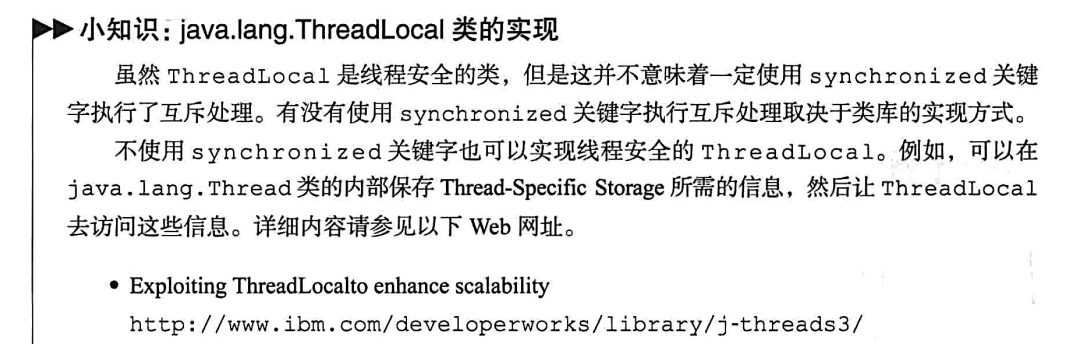 ▶▶ 小知识：java.lang.ThreadLocal 类的实现
虽然 ThreadLocal 是线程安全的类，但是这并不意味着一定使用 synchronized 关键
字执行了互斥处理。有没有使用 synchronized 关键字执行互斥处理取决于类库的实现方式。
不使用 synchronized 关键字也可以实现线程安全的 ThreadLocal。例如，可以在
java.lang.Thread 类的内部保存 Thread-Specific Storage 所需的信息，然后让 ThreadLocal
去访问这些信息。详细内容请参见以下 Web 网址。
• Exploiting ThreadLocalto enhance scalability
http://www.ibm.com/developerworks/library/j-threads3/